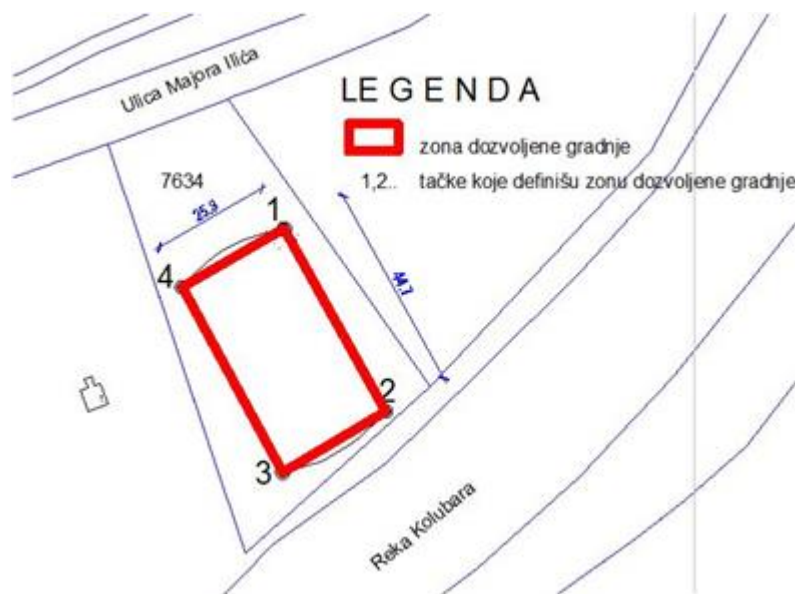 Ulica Majora Ilića
LEGENDA
zona dozvoljene gradnje
1,2.. tačke koje definišu zonu dozvoljene gradnje
7634
25.9
1
44.7
4
2
3
Reka Kolubara